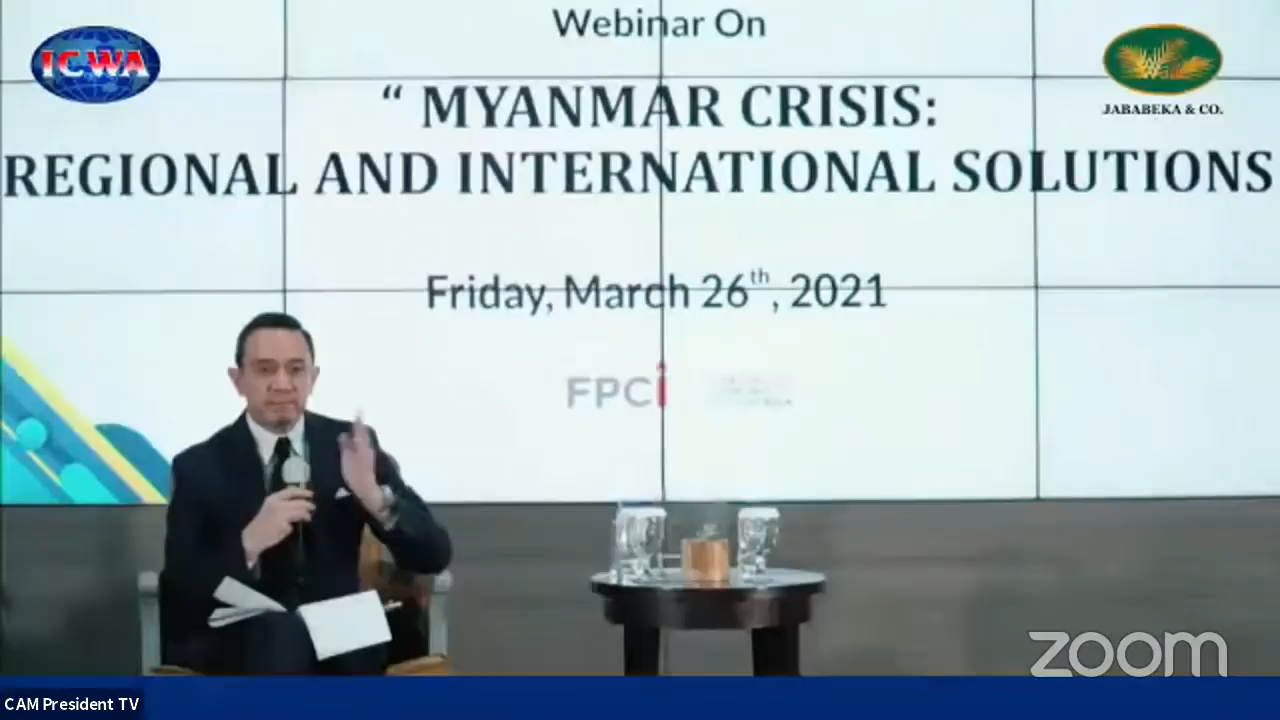 Webinar On
ICWA
JABABEKA & CO.
“ MYANMAR CRISIS:
REGIONAL AND INTERNATIONAL SOLUTIONS
Friday, March 26th, 2021
FPCi
zoom
CAM President TV